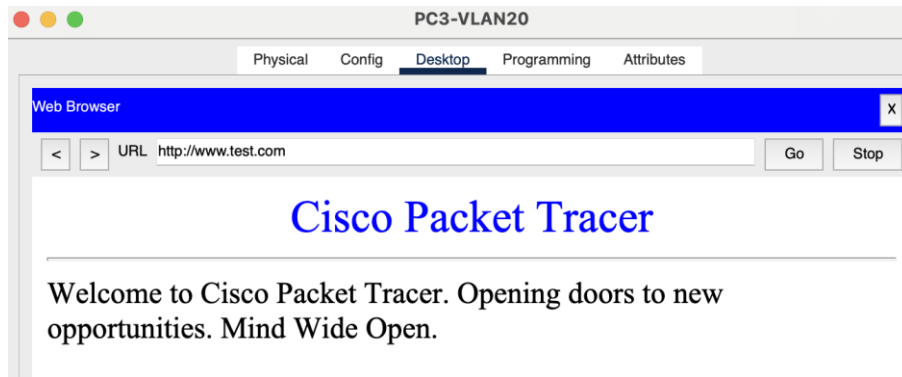 PC3-VLAN20
Physical Config Desktop Programming Attributes
Web Browser
X
< > URL http://www.test.com Go Stop
Cisco Packet Tracer
Welcome to Cisco Packet Tracer. Opening doors to new
opportunities. Mind Wide Open.